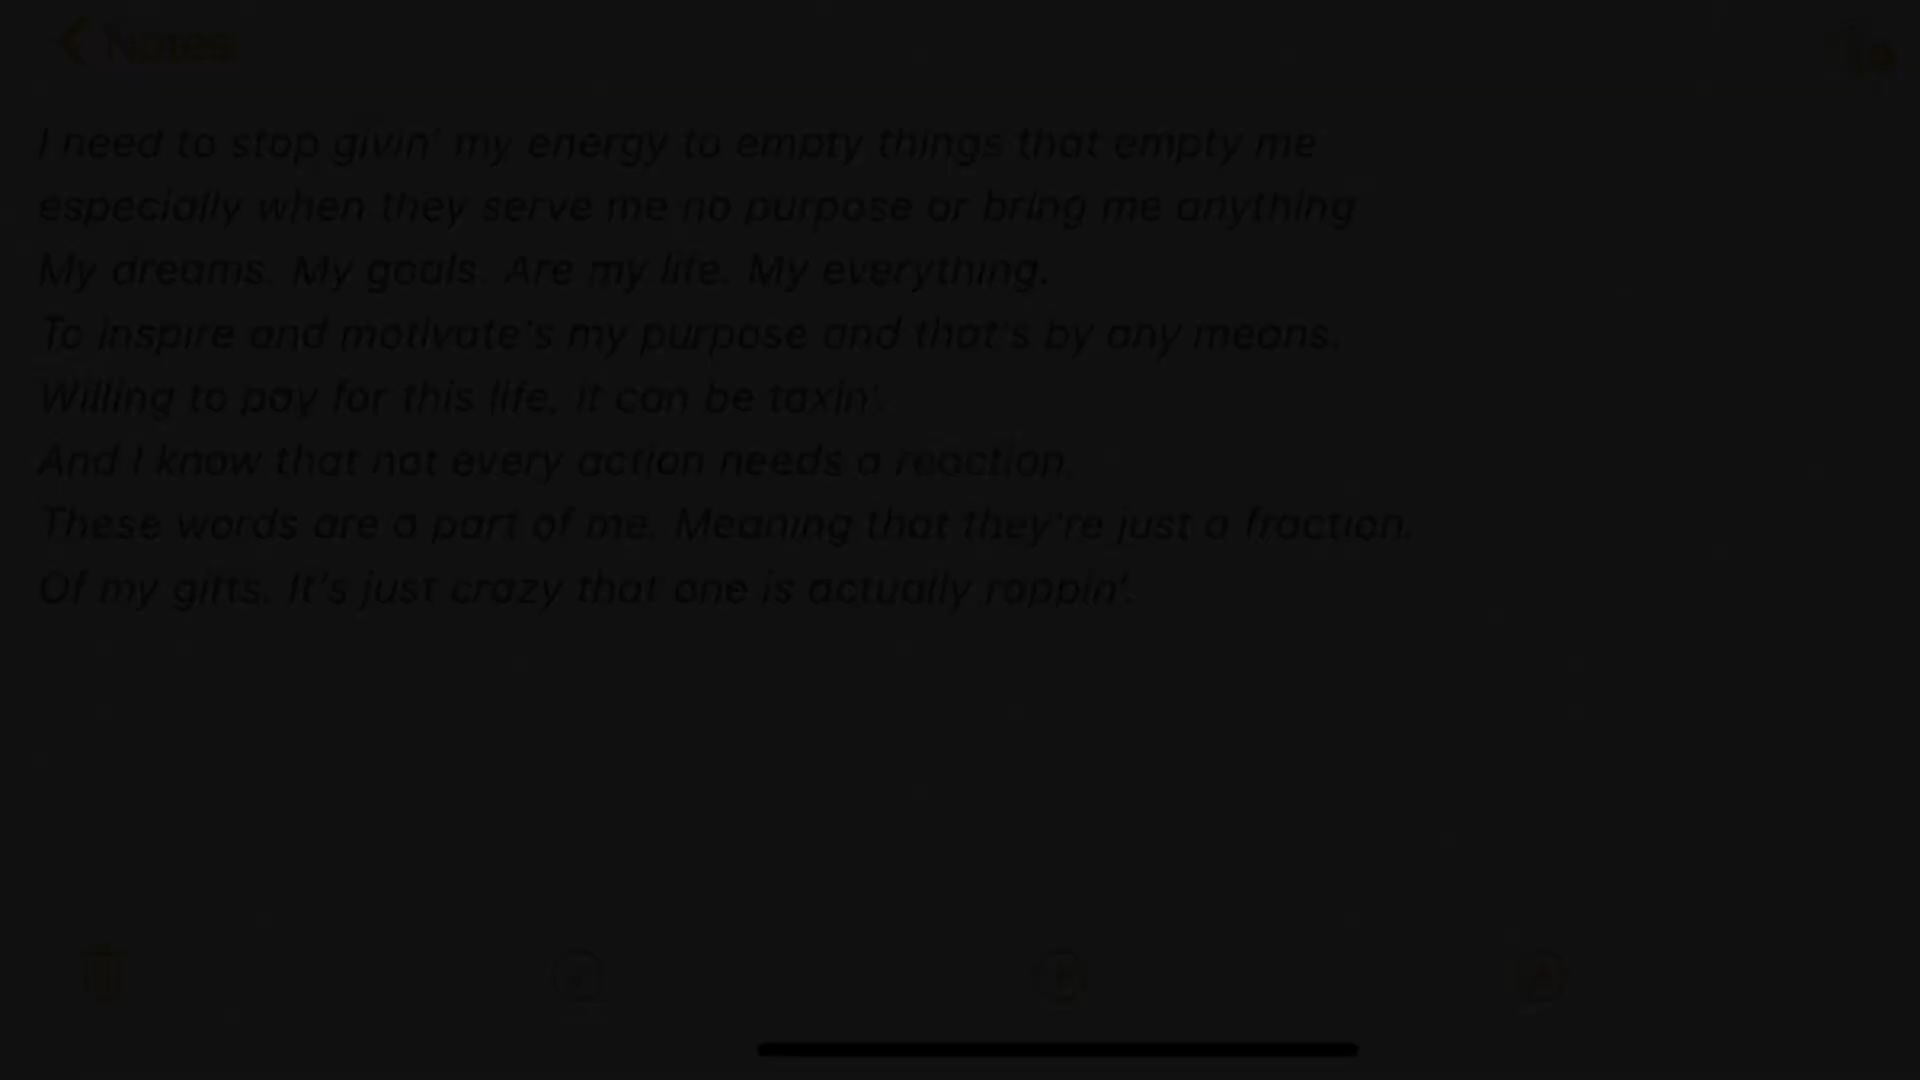 Notes
I need to stop givin' my energy to empty things that empty me
especially when they serve me no purpose or bring me anything
My dreams. My goals. Are my life. My everything.
To inspire and motivate's my purpose and that's by any means.
Willing to pay for this life, it can be taxin'.
And I know that not every action needs a reaction.
These words are a part of me. Meaning that they're just a fraction.
Of my gifts. It's just crazy that one is actually rappin'.